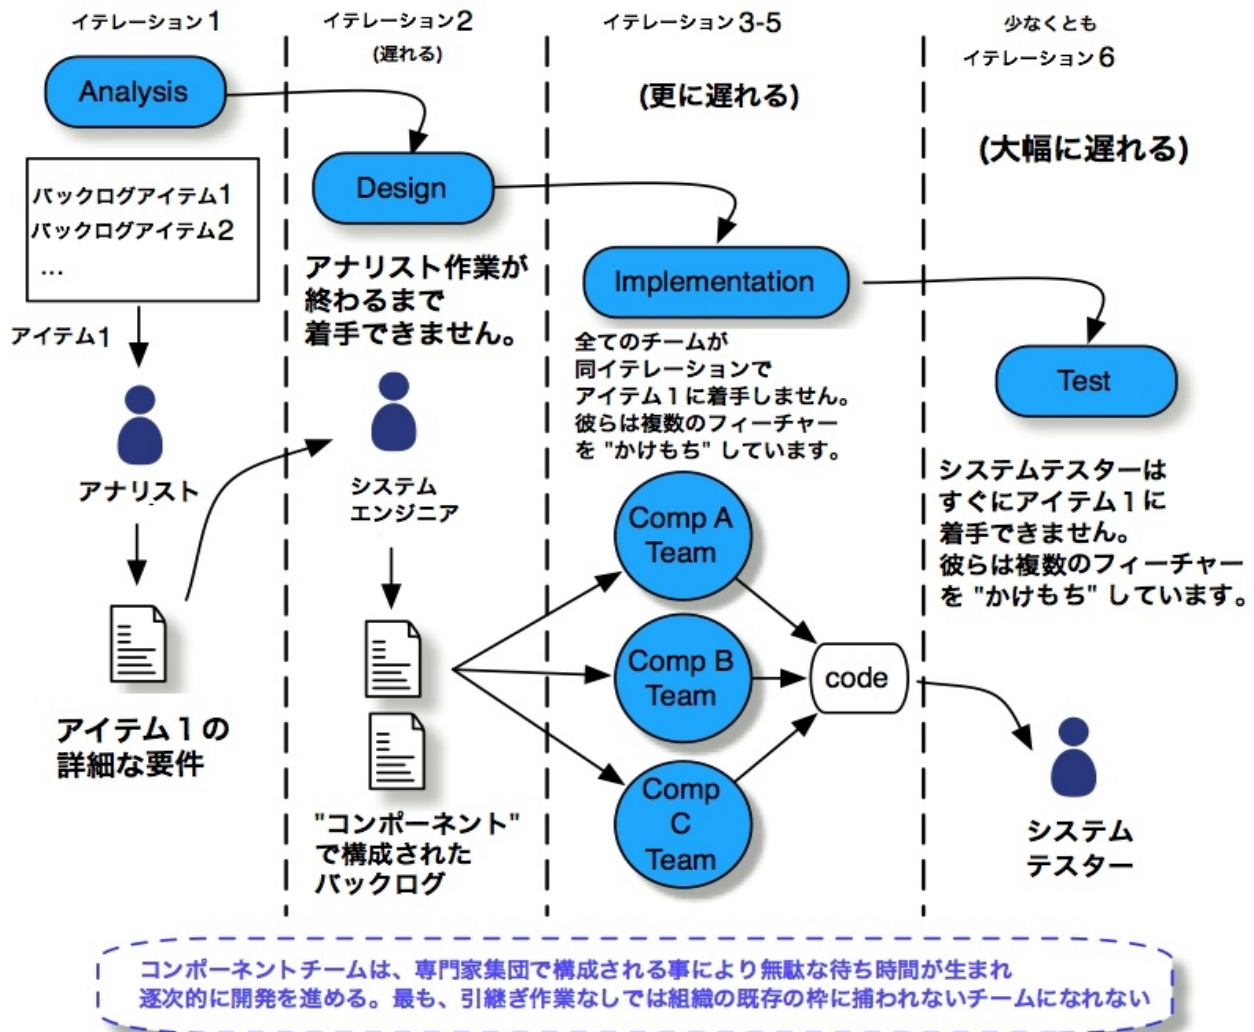 イテレーション 1
Analysis
バックログアイテム1
バックログアイテム2
...
アイテム1
アナリスト
アイテム 1 の
詳細な要件
イテレーション 2
(遅れる)
Design
アナリスト作業が
終わるまで
着手できません。
システム
エンジニア
"コンポーネント"
で構成された
バックログ
イテレーション 3-5
(更に遅れる)
Implementation
全てのチームが
同イテレーションで
アイテム 1 に着手しません。
彼らは複数のフィーチャー
を "かけもち" しています。
Comp A
Team
Comp B
Team
Comp
C
Team
code
少なくとも
イテレーション 6
(大幅に遅れる)
Test
システムテスターは
すぐにアイテム 1 に
着手できません。
彼らは複数のフィーチャー
を "かけもち" しています。
システム
テスター
コンポーネントチームは、専門家集団で構成される事により無駄な待ち時間が生まれ
逐次的に開発を進める。最も、引継ぎ作業なしでは組織の既存の枠に捕われないチームになれない